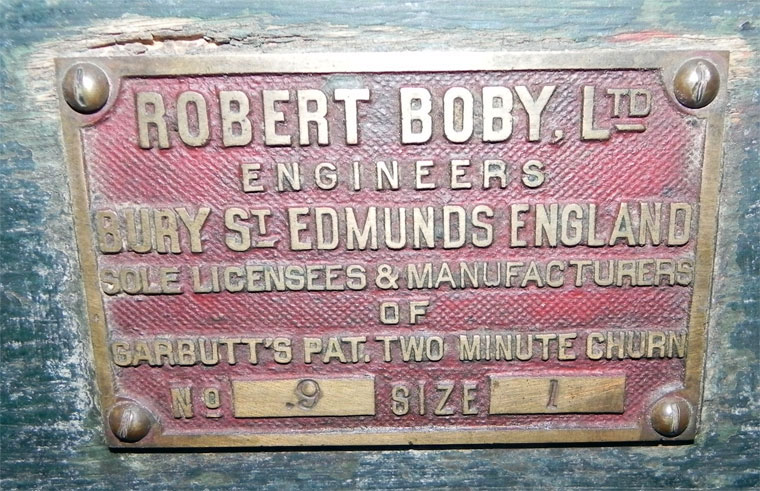 ROBERT BOBY, LTD
ENGINEERS
BURY ST EDMUNDS ENGLAND
SOLE LICENSEES & MANUFACTURERS
OF
GARBUTT'S PAT. TWO MINUTE CHURN
NO 9 SIZE 1